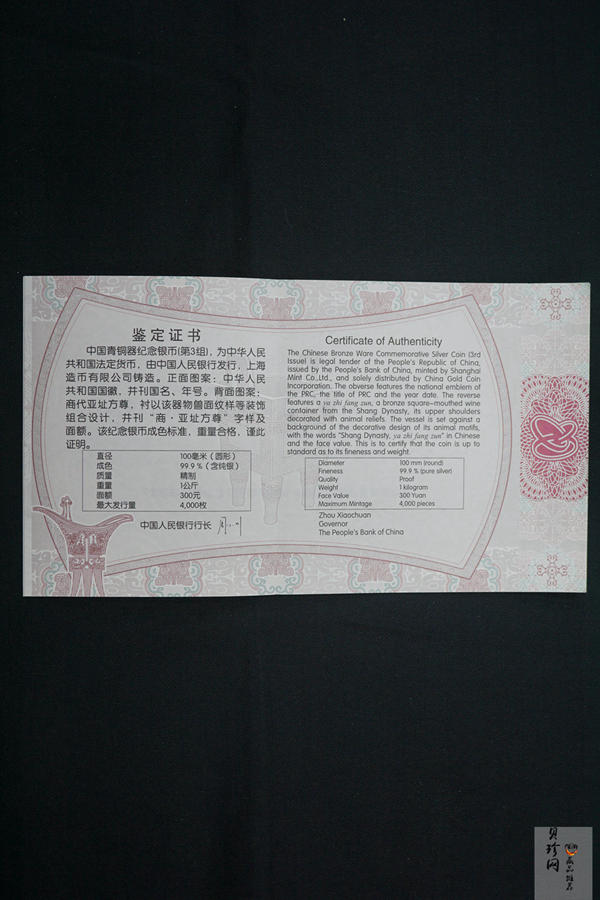 鉴定证书
中国青铜器纪念银币(第3组)，为中华人民
共和国法定货币，由中国人民银行发行，上海
造币有限公司铸造。正面图案：中华人民
共和国国徽，并刊国名、年号。背面图案：
商代亚址方尊，衬以该器物兽面纹样等装饰
组合设计，并刊“商·亚址方尊”字样及
面额。该纪念银币成色标准，重量合格，谨此
证明。
直径 100毫米（圆形）
成色 99.9％（含纯银）
质量 精制
重量 1公斤
面额 300元
最大发行量 4,000枚
中国人民银行行长
Certificate of Authenticity
The Chinese Bronze Ware Commemorative Silver Coin (3rd
Issue) is legal tender of the People's Republic of China,
issued by the People's Bank of China, minted by Shanghai
Mint Co.,Ltd., and solely distributed by China Gold Coin
Incorporation. The obverse features the national emblem of
the PRC, the title of PRC and the year date. The reverse
features a ya zhi fang zun, a bronze square-mouthed wine
container from the Shang Dynasty, its upper shoulders
decorated with animal reliefs. The vessel is set against a
background of the decorative design of its animal motifs,
with the words "Shang Dynasty, ya zhi fang zun" in Chinese
and the face value. This is to certify that the coin is up to
standard as to its fineness and weight.
Diameter 100 mm (round)
Fineness 99.9 % (pure silver)
Quality Proof
Weight 1 kilogram
Face Value 300 Yuan
Maximum Mintage 4,000 pieces
Zhou Xiaochuan
Governor
The People's Bank of China
贝珍网
藏品推荐